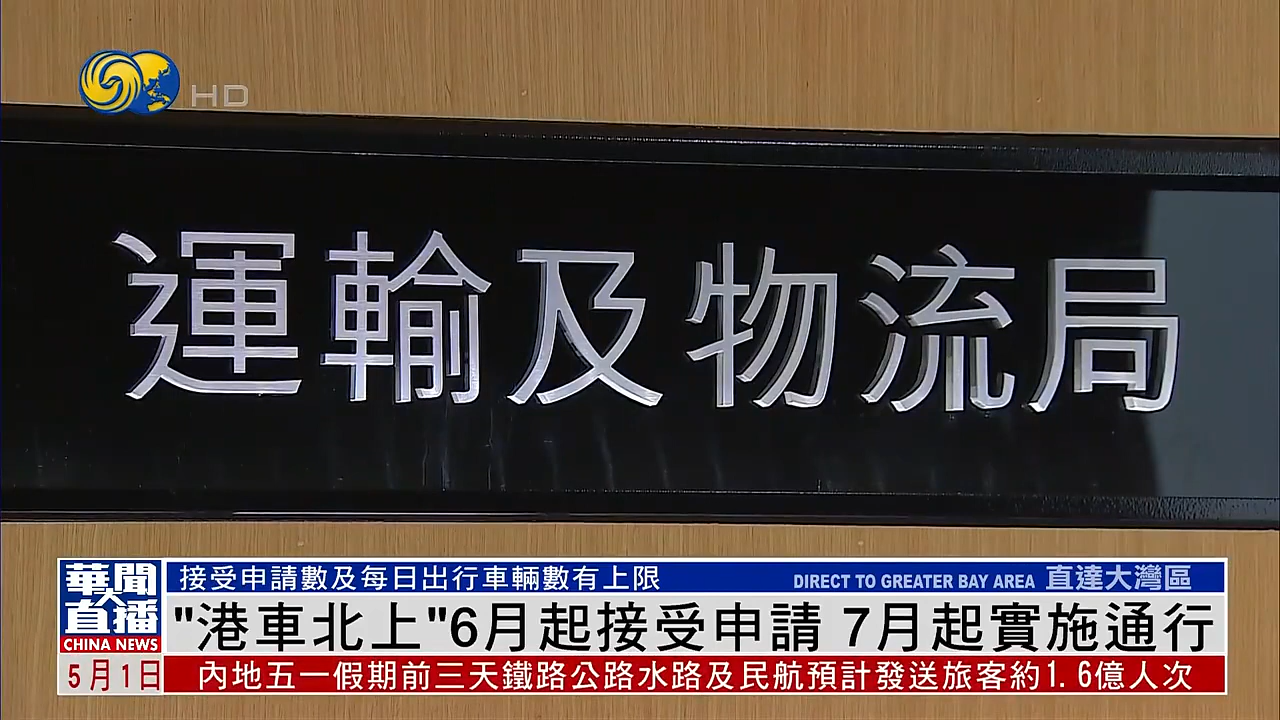 HD
運輸及物流局
華聞大直播
CHINA NEWS
接受申請數及每日出行車輛數有上限
DIRECT TO GREATER BAY AREA 直達大灣區
"港車北上"6月起接受申請 7月起實施通行
5月1日
內地五一假期前三天鐵路公路水路及民航預計發送旅客約1.6億人次